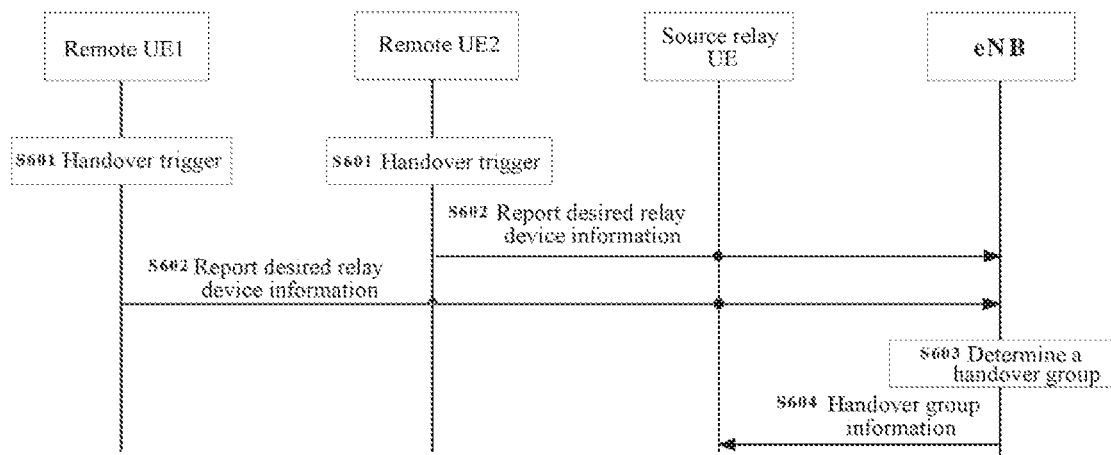 Remote UE1
Remote UE2
Source relay
UE
eNB
S601 Handover trigger
S601 Handover trigger
S602 Report desired relay
device information
S602 Report desired relay
device information
S603 Determine a
handover group
S604 Handover group
information